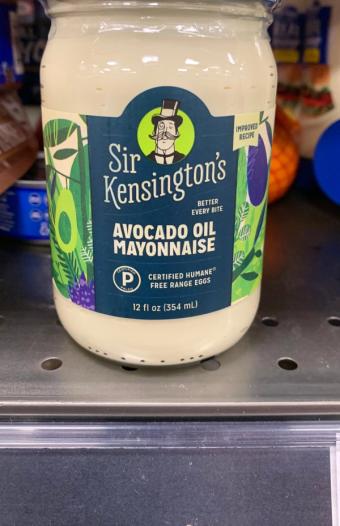 Sir
Kensington's
IMPROVED
RECIPE
BETTER
EVERY BITE
AVOCADO OIL
MAYONNAISE
P
CERTIFIED HUMANE®
FREE RANGE EGGS
12 fl oz (354 mL)